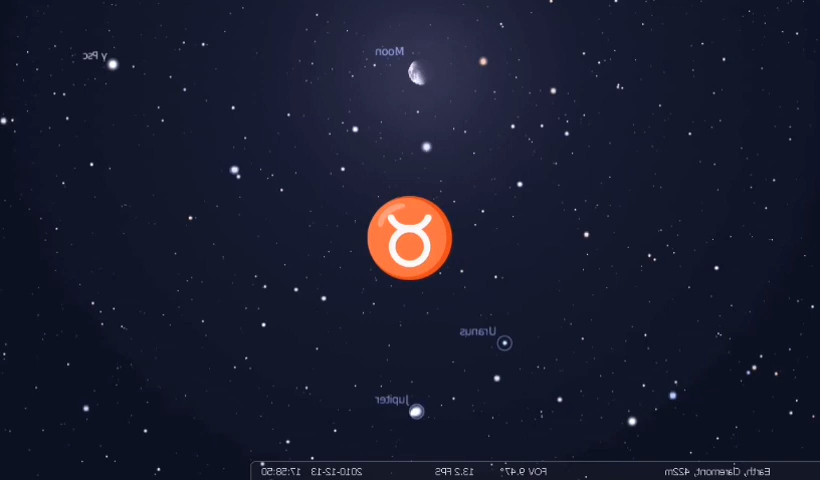 Moon
γ Psc
Uranus
Jupiter
Earth, Claremont, 422m FOV 9.47° 13.2 FPS 2010-12-13 17:58:50